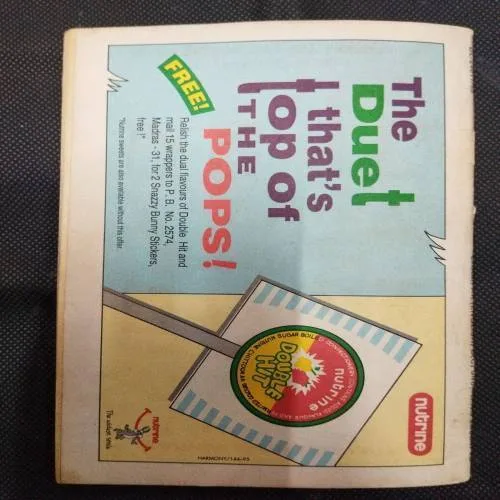 The
Duet
that's
top of
THE
POPS!
FREE!
Relish the dual flavours of Double Hit and
mail 15 wrappers to P. B. No. 2574,
Madras - 31, for 2 Snazzy Bunny Stickers,
free !*
*Nutrine sweets are also available without this offer.
nutrine
nutrine
DOUBLE
HIT
nutrine
HARMONY/144-95